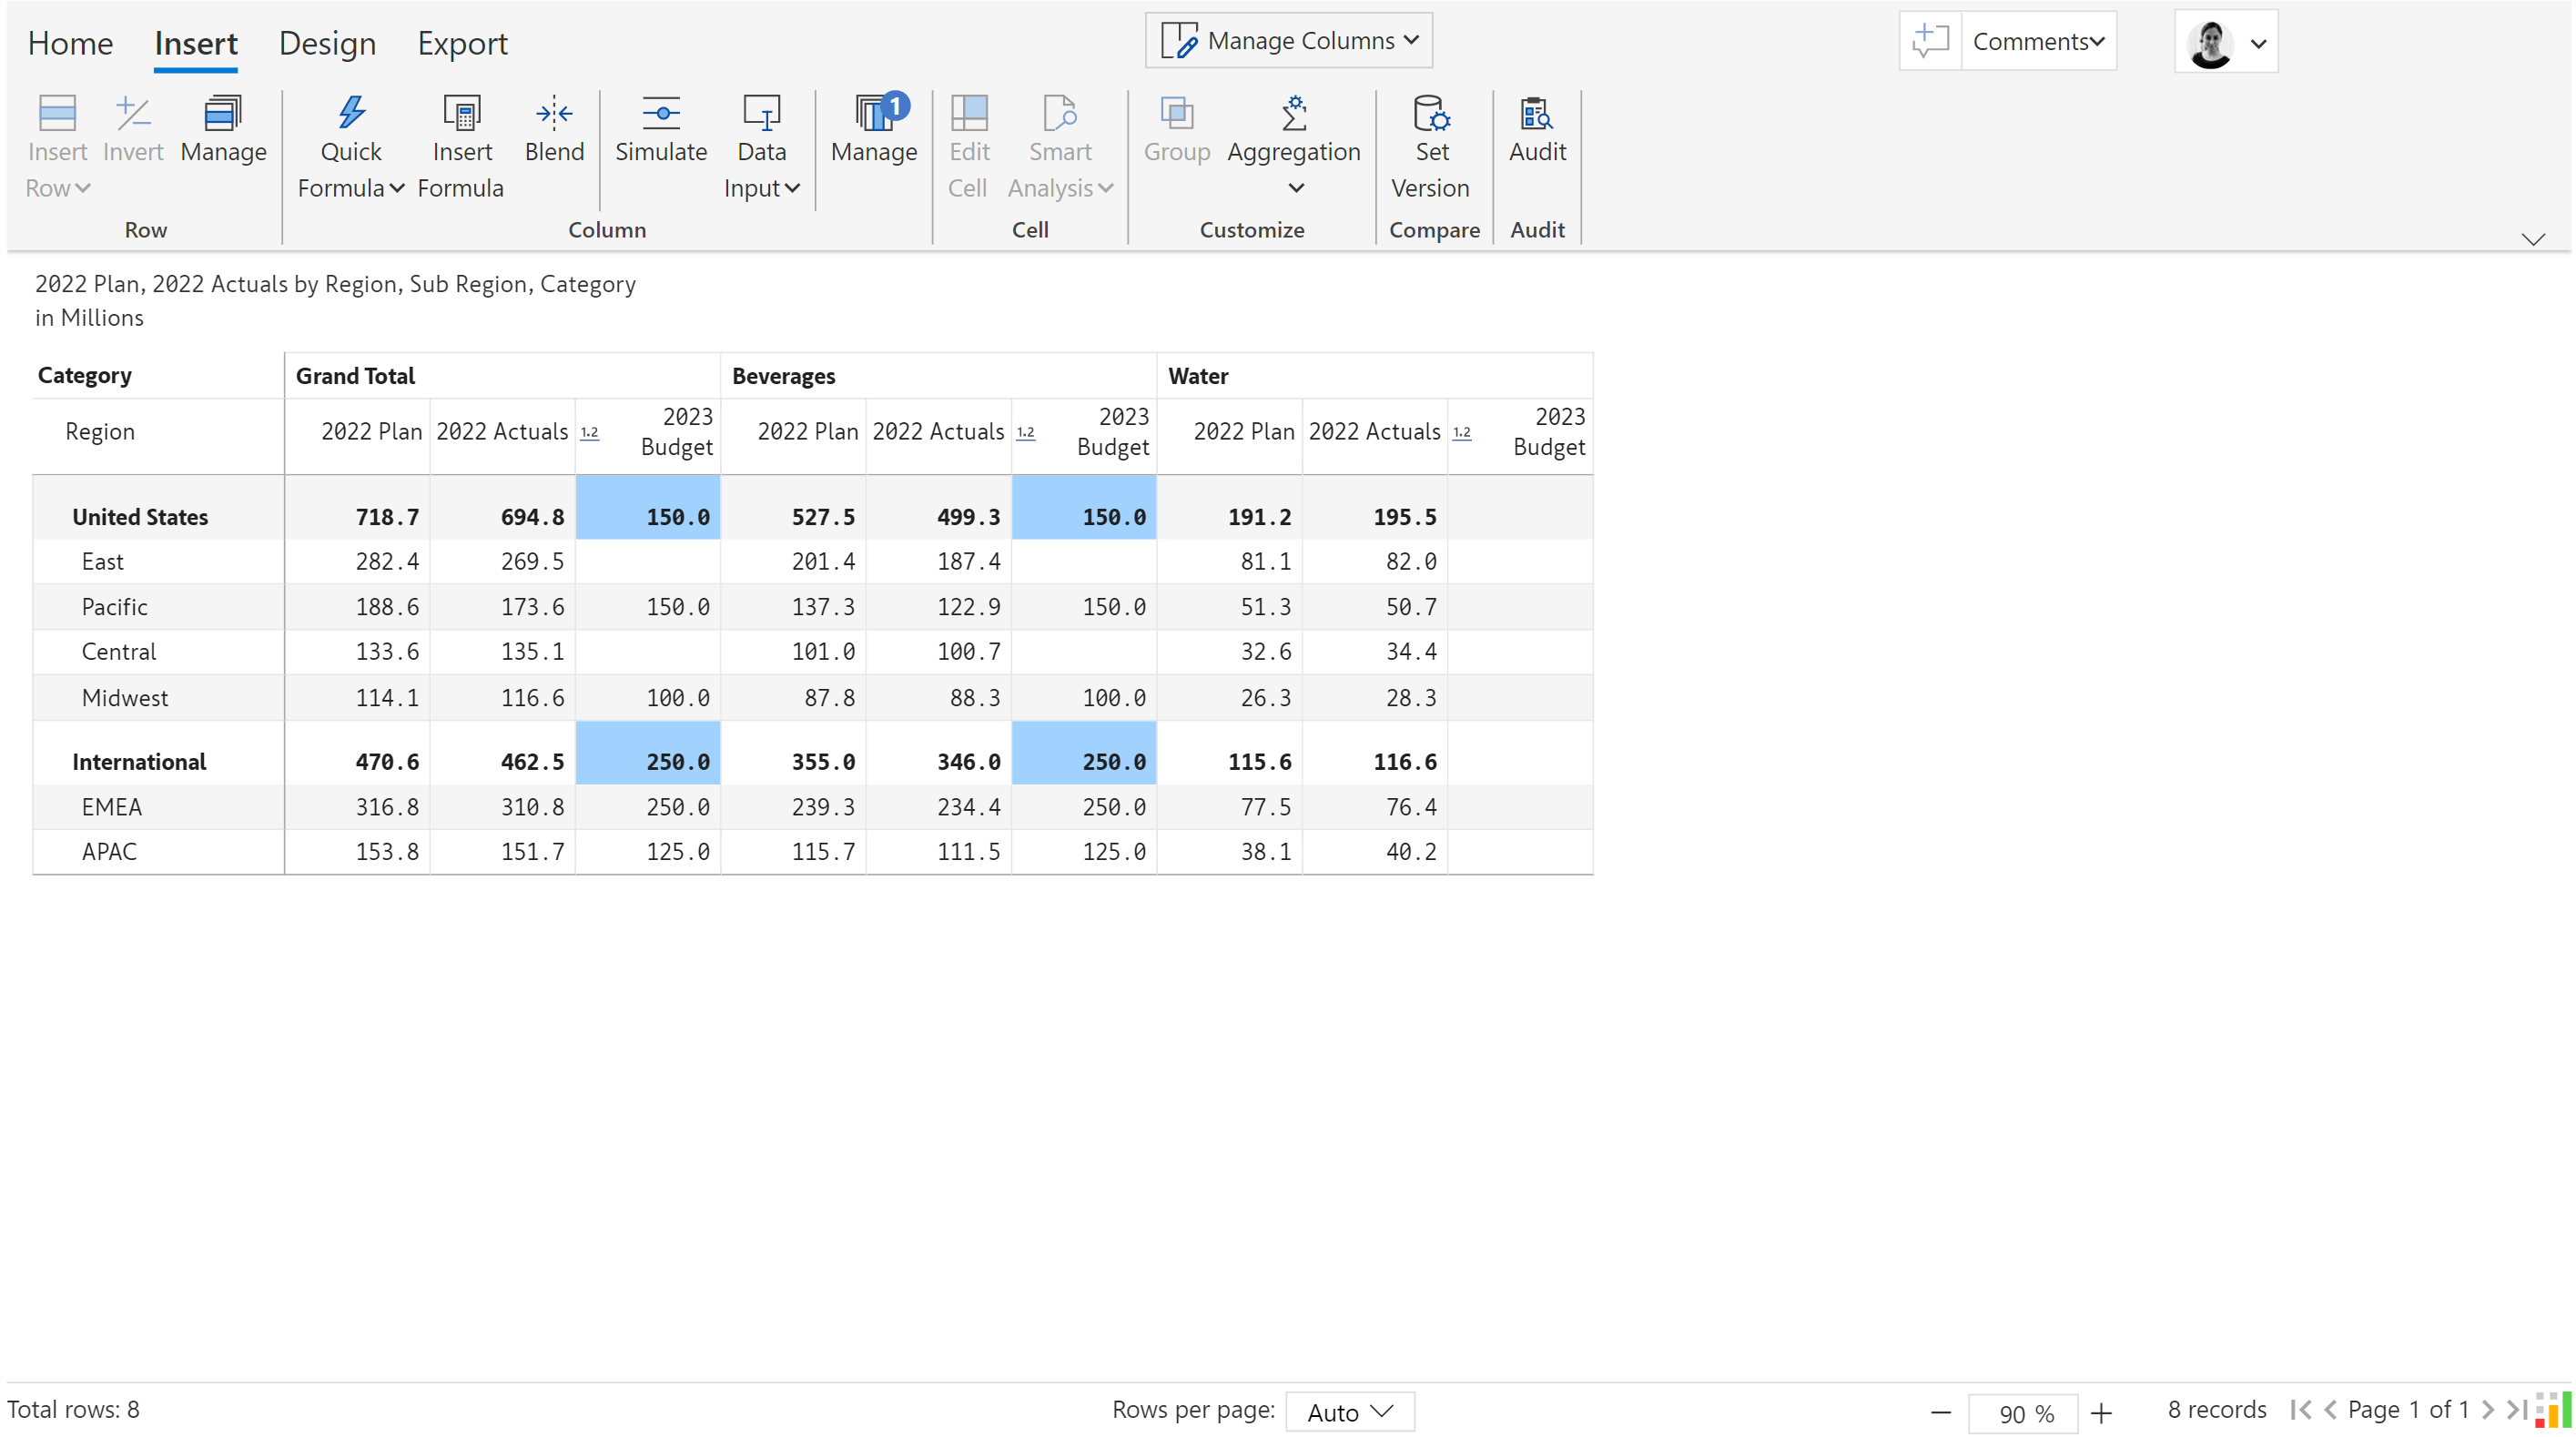 Home Insert Design Export Manage Columns Comments
Insert Row Invert Manage Quick Formula Insert Formula Blend Simulate Data Input Manage 1 Edit Cell Smart Analysis Group Aggregation Set Version Audit
Row Column Cell Customize Compare Audit
2022 Plan, 2022 Actuals by Region, Sub Region, Category
in Millions
Category Grand Total Beverages Water
Region 2022 Plan 2022 Actuals 1.2 2023 Budget 2022 Plan 2022 Actuals 1.2 2023 Budget 2022 Plan 2022 Actuals 1.2 2023 Budget
United States 718.7 694.8 150.0 527.5 499.3 150.0 191.2 195.5
East 282.4 269.5 201.4 187.4 81.1 82.0
Pacific 188.6 173.6 150.0 137.3 122.9 150.0 51.3 50.7
Central 133.6 135.1 101.0 100.7 32.6 34.4
Midwest 114.1 116.6 100.0 87.8 88.3 100.0 26.3 28.3
International 470.6 462.5 250.0 355.0 346.0 250.0 115.6 116.6
EMEA 316.8 310.8 250.0 239.3 234.4 250.0 77.5 76.4
APAC 153.8 151.7 125.0 115.7 111.5 125.0 38.1 40.2
Total rows: 8 Rows per page: Auto 90 % 8 records Page 1 of 1